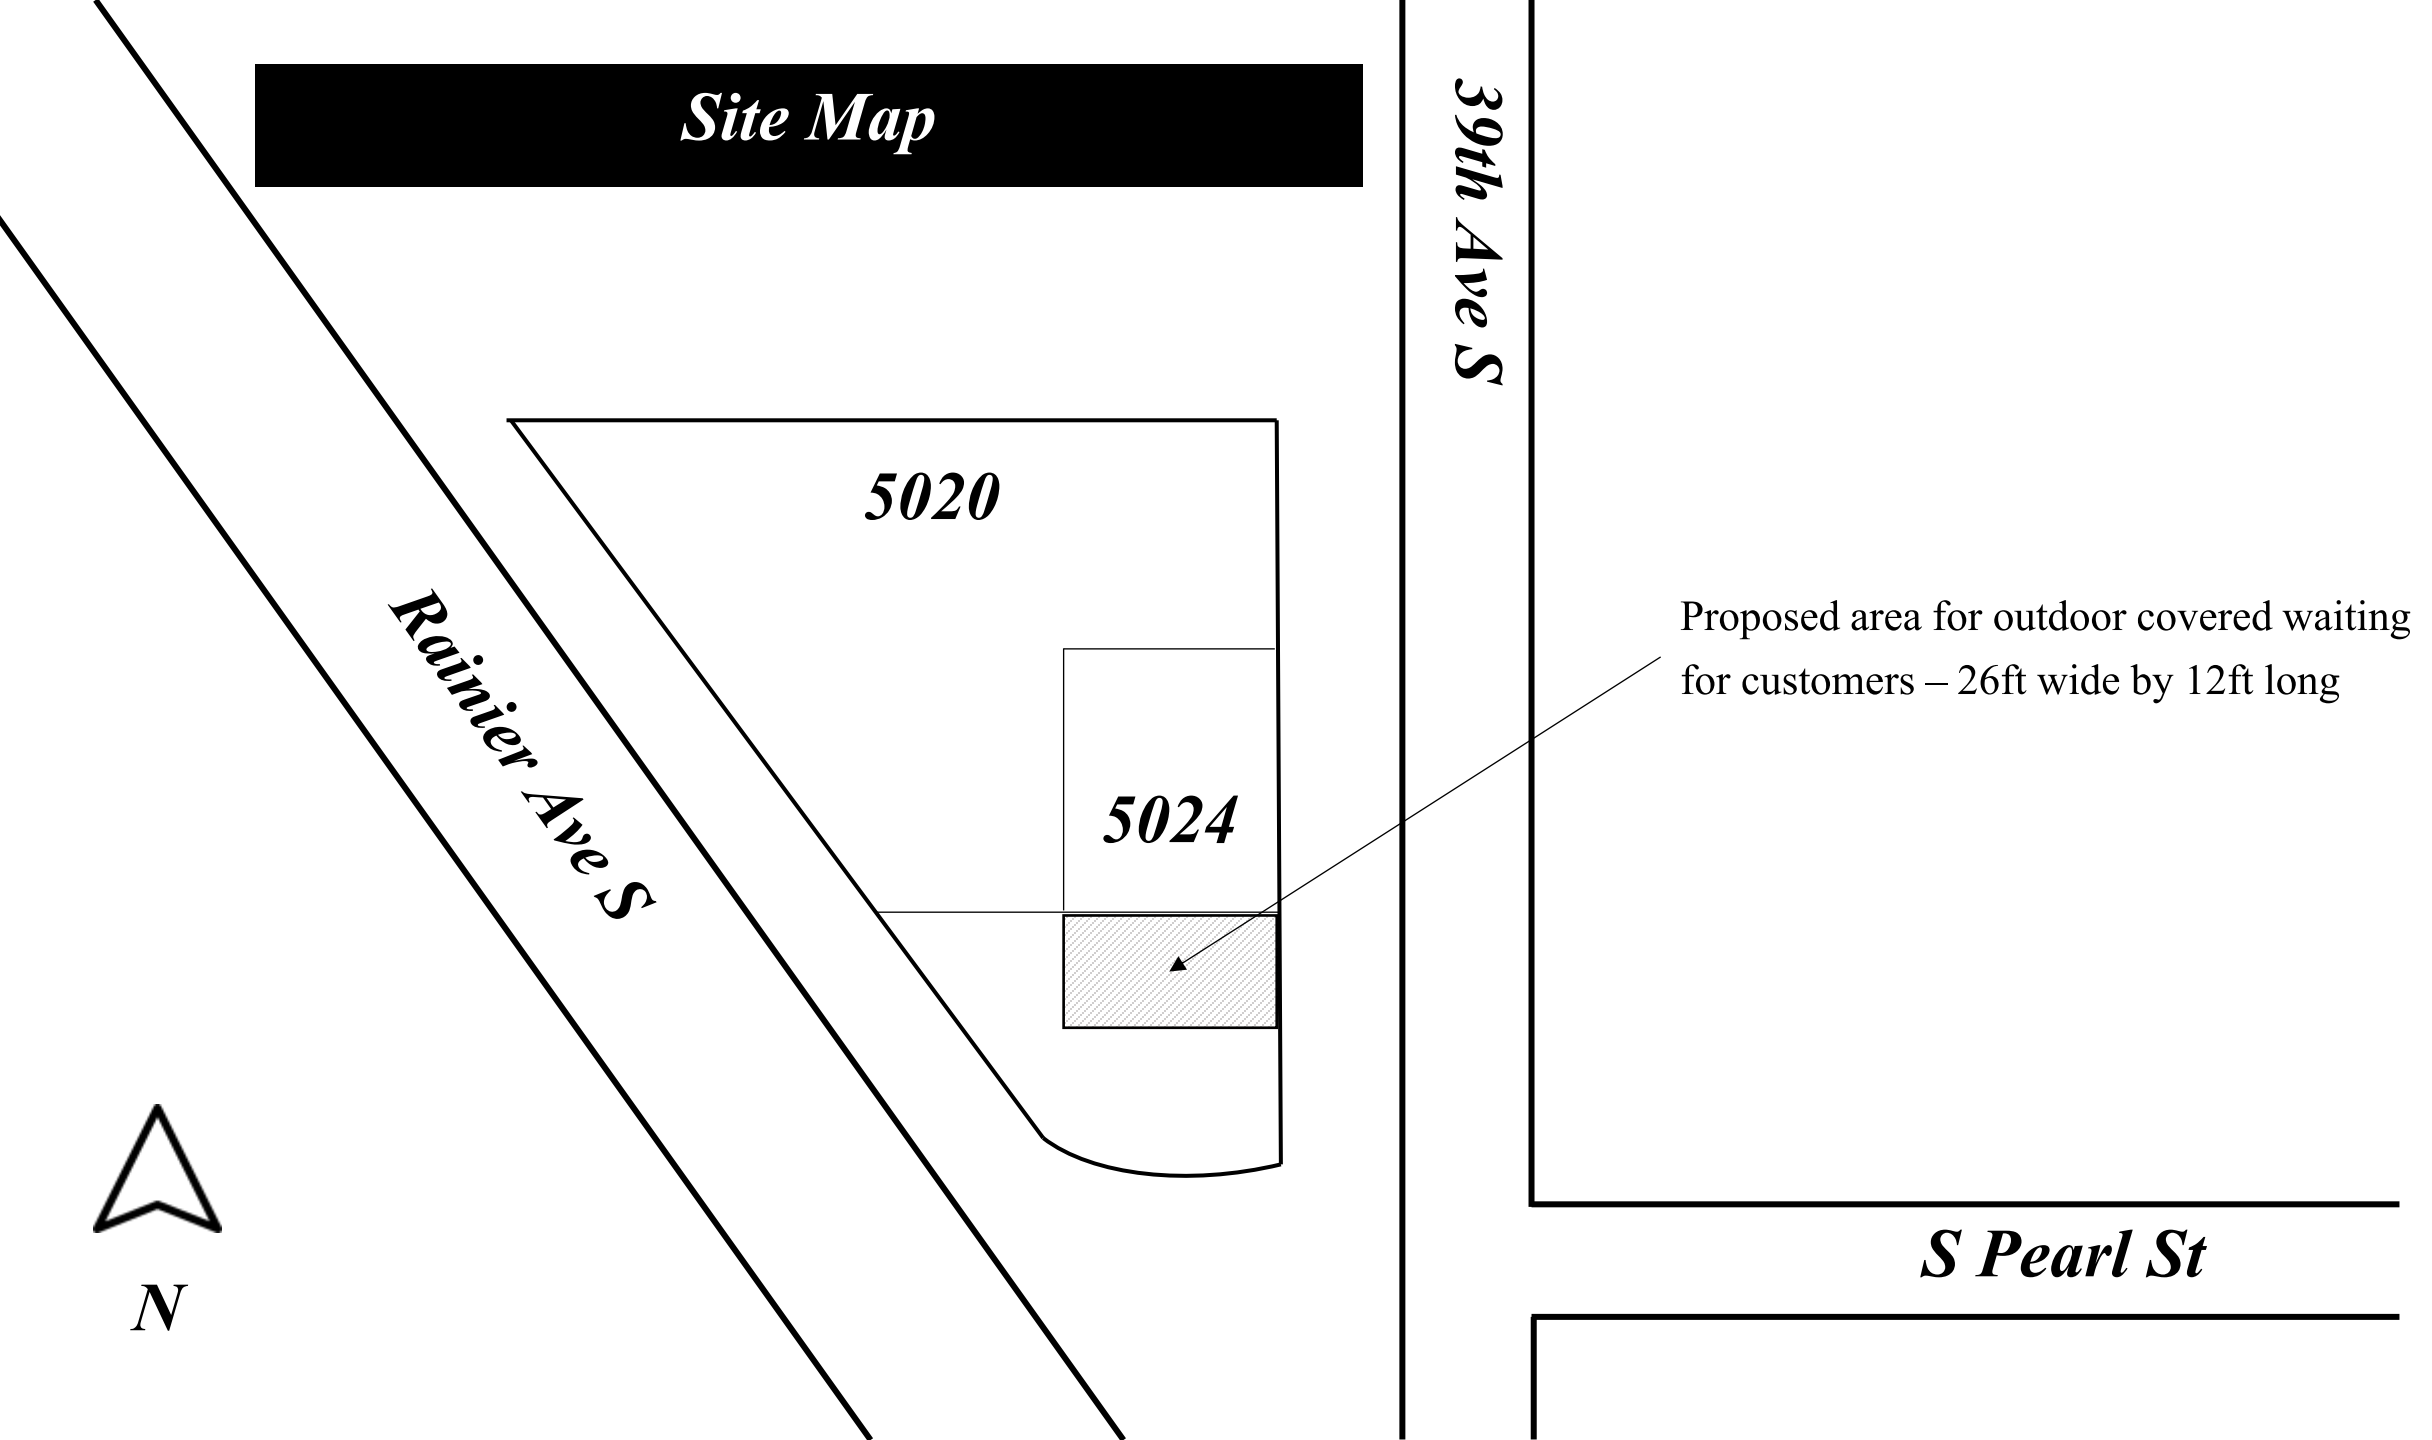 Site Map
39th Ave S
5020
Proposed area for outdoor covered waiting
for customers – 26ft wide by 12ft long
Rainier Ave S
5024
S Pearl St
N